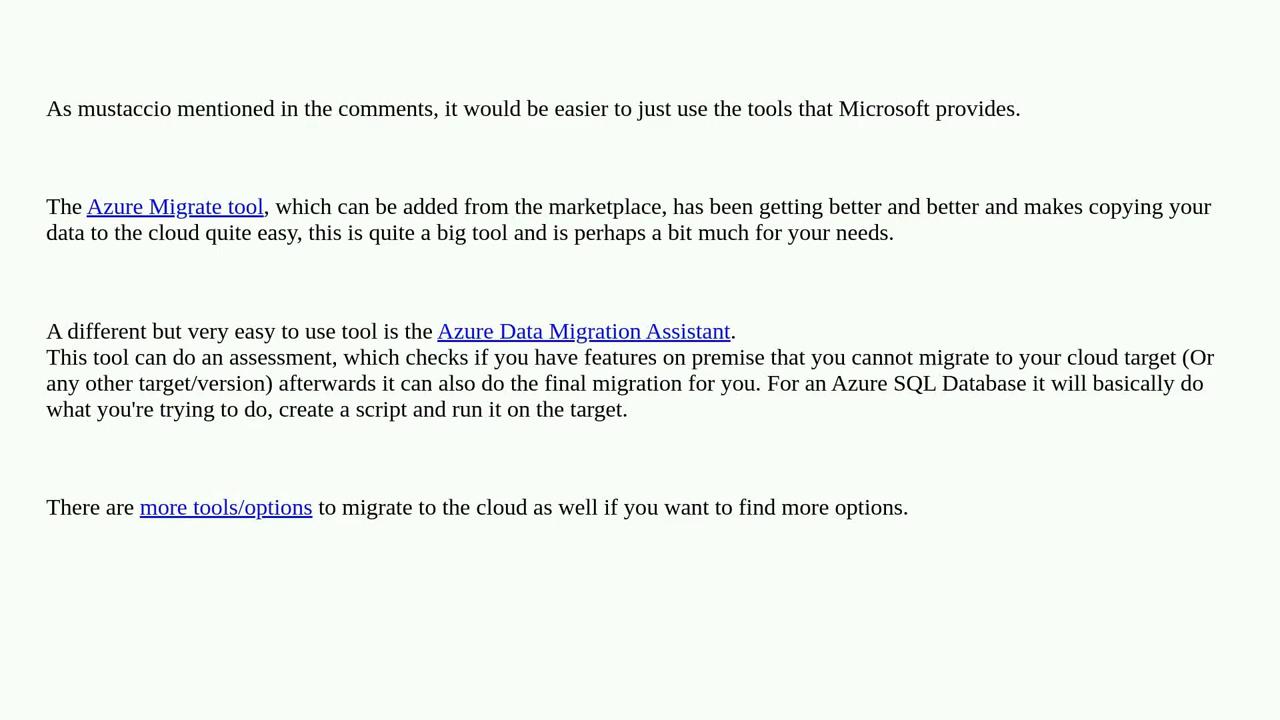 As mustaccio mentioned in the comments, it would be easier to just use the tools that Microsoft provides.
The Azure Migrate tool, which can be added from the marketplace, has been getting better and better and makes copying your
data to the cloud quite easy, this is quite a big tool and is perhaps a bit much for your needs.
A different but very easy to use tool is the Azure Data Migration Assistant.
This tool can do an assessment, which checks if you have features on premise that you cannot migrate to your cloud target (Or
any other target/version) afterwards it can also do the final migration for you. For an Azure SQL Database it will basically do
what you're trying to do, create a script and run it on the target.
There are more tools/options to migrate to the cloud as well if you want to find more options.